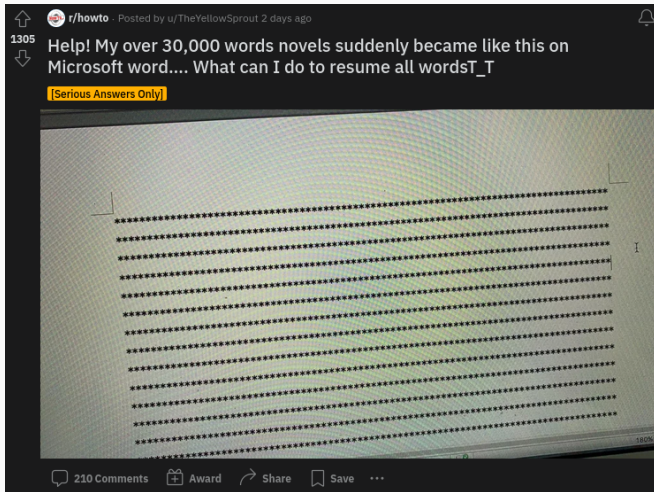 r/howto · Posted by u/TheYellowSprout 2 days ago
1305
Help! My over 30,000 words novels suddenly became like this on
Microsoft word.... What can I do to resume all wordsT_T
[Serious Answers Only]
180%
210 Comments Award Share Save ...